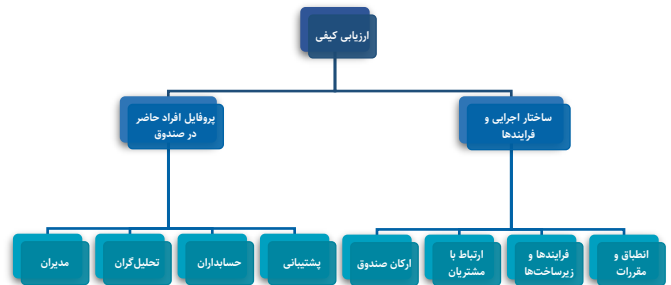 ارزیابی کیفی
ساختار اجرایی و
فرایندها
پروفایل افراد حاضر
در صندوق
انطباق و
مقررات
فرایندها و
زیرساخت‌ها
ارتباط با
مشتریان
ارکان صندوق
پشتیبانی
حسابداران
تحلیل‌گران
مدیران